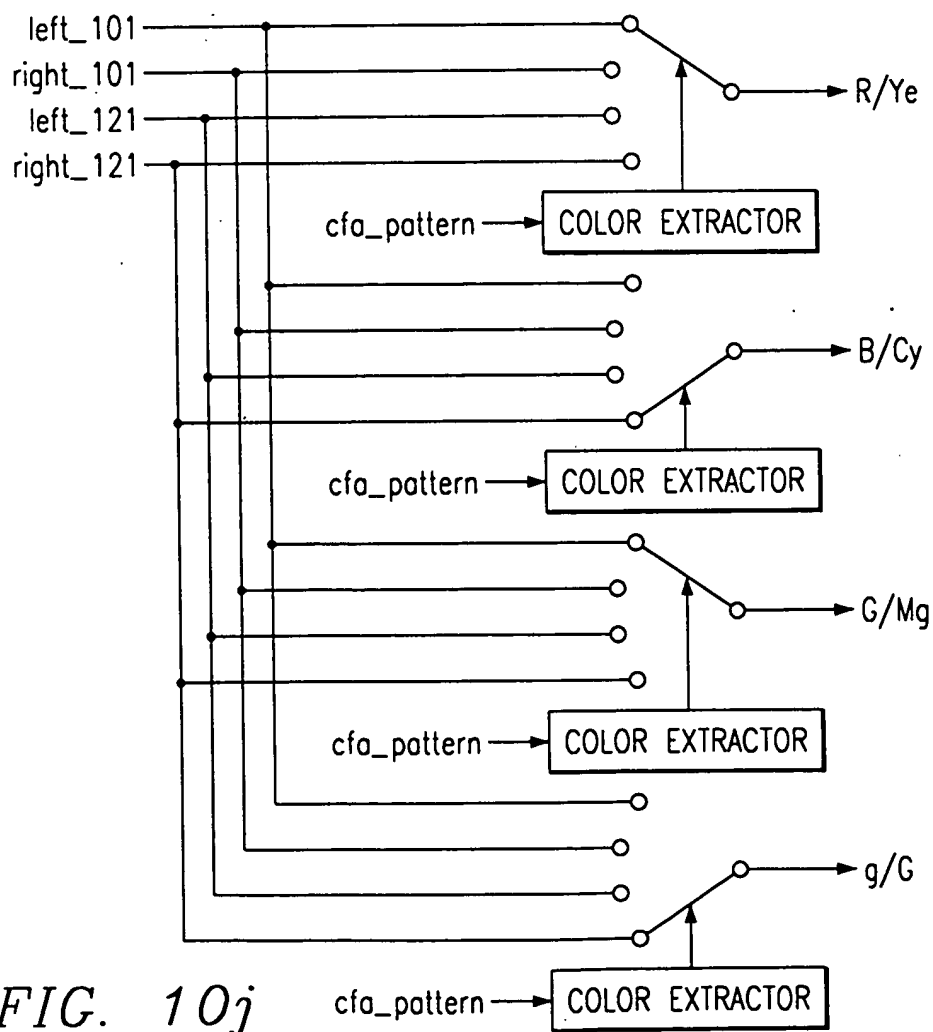 left_101
right_101
left_121
right_121
R/Ye
cfa_pattern
COLOR EXTRACTOR
B/Cy
cfa_pattern
COLOR EXTRACTOR
G/Mg
cfa_pattern
COLOR EXTRACTOR
g/G
cfa_pattern
COLOR EXTRACTOR
FIG. 10j